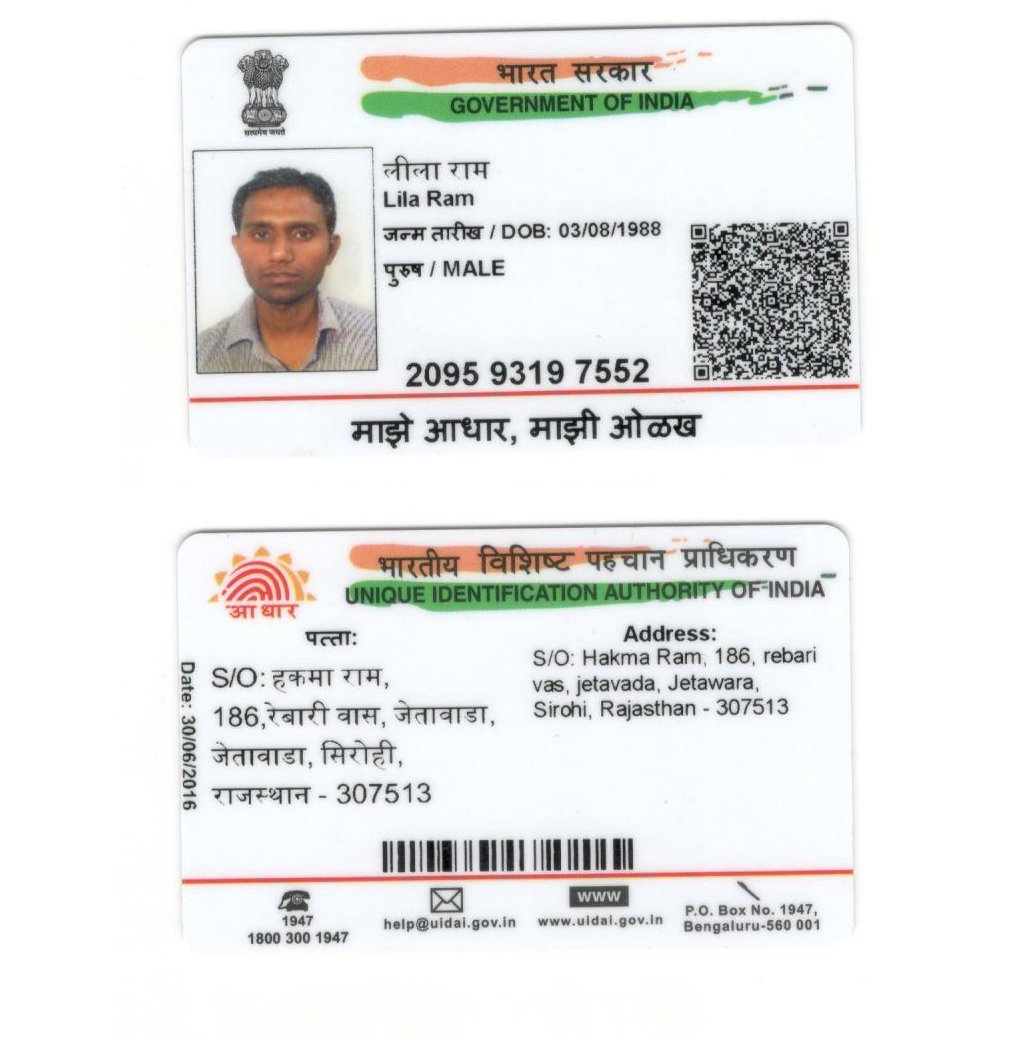 भारत सरकार
GOVERNMENT OF INDIA
सत्यमेव जयते
लीला राम
Lila Ram
जन्म तारीख / DOB: 03/08/1988
पुरुष / MALE
2095 9319 7552
माझे आधार, माझी ओळख
भारतीय विशिष्ट पहचान प्राधिकरण
UNIQUE IDENTIFICATION AUTHORITY OF INDIA
आधार
पत्ता:
S/O: हकमा राम,
186,रेबारी वास, जेतावाडा,
जेतावाडा, सिरोही,
राजस्थान - 307513
Address:
S/O: Hakma Ram, 186, rebari
vas, jetavada, Jetawara,
Sirohi, Rajasthan - 307513
Date: 30/06/2016
1947
1800 300 1947
help@uidai.gov.in
www
www.uidai.gov.in
P.O. Box No. 1947,
Bengaluru-560 001